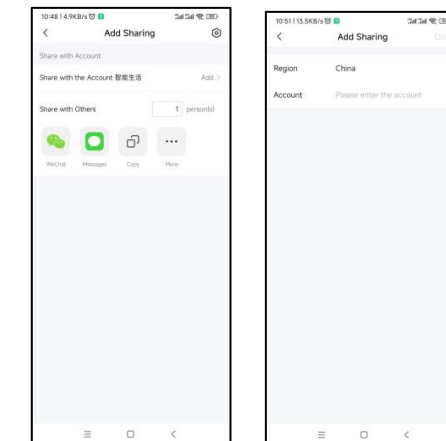 10:48 | 4.9KB/s
Add Sharing
Share with Account
Share with the Account 智能生活 Add >
Share with Others 1 person(s)
WeChat Messages Copy More
10:51 | 13.5KB/s
Add Sharing
Region China
Account Please enter the account